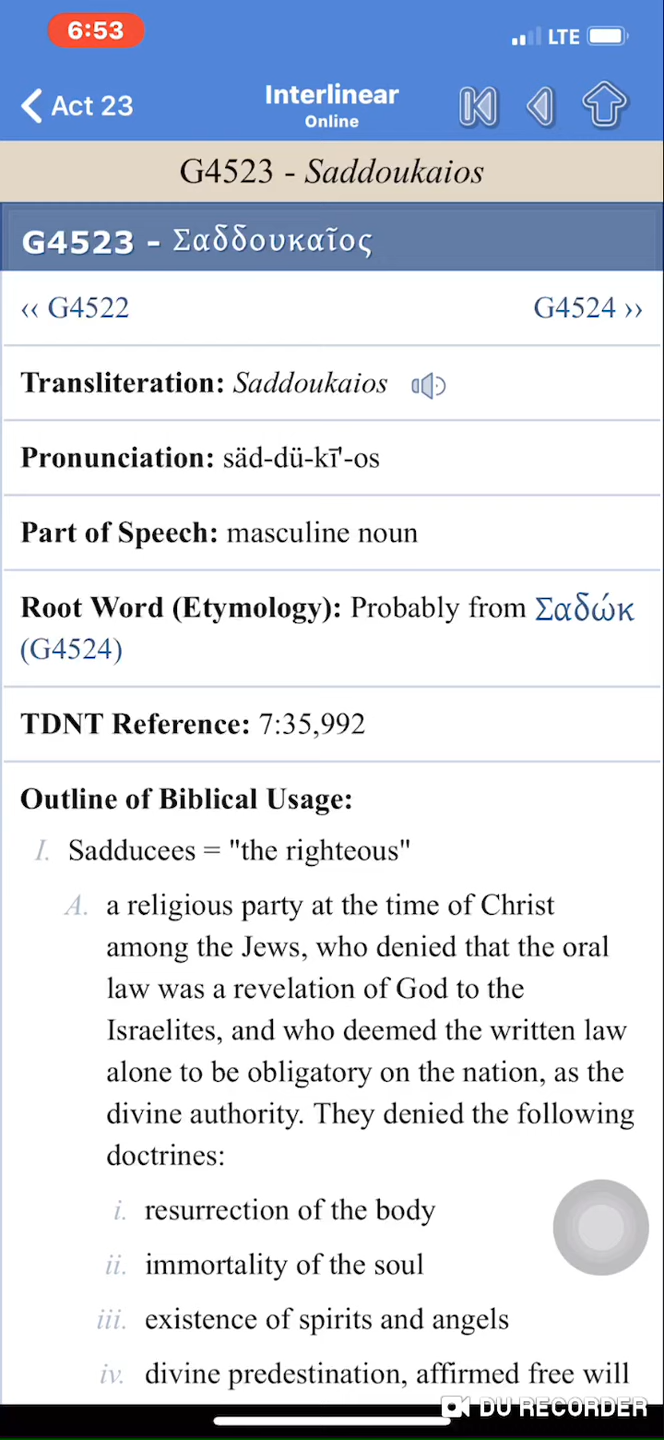 6:53
LTE
Act 23
Interlinear
Online
G4523 - Saddoukaios
G4523 - Σαδδουκαῖος
‹‹ G4522
G4524 ››
Transliteration: Saddoukaios
Pronunciation: säd-dü-kī'-os
Part of Speech: masculine noun
Root Word (Etymology): Probably from Σαδώκ
(G4524)
TDNT Reference: 7:35,992
Outline of Biblical Usage:
I. Sadducees = "the righteous"
A. a religious party at the time of Christ
among the Jews, who denied that the oral
law was a revelation of God to the
Israelites, and who deemed the written law
alone to be obligatory on the nation, as the
divine authority. They denied the following
doctrines:
i. resurrection of the body
ii. immortality of the soul
iii. existence of spirits and angels
iv. divine predestination, affirmed free will
DU RECORDER